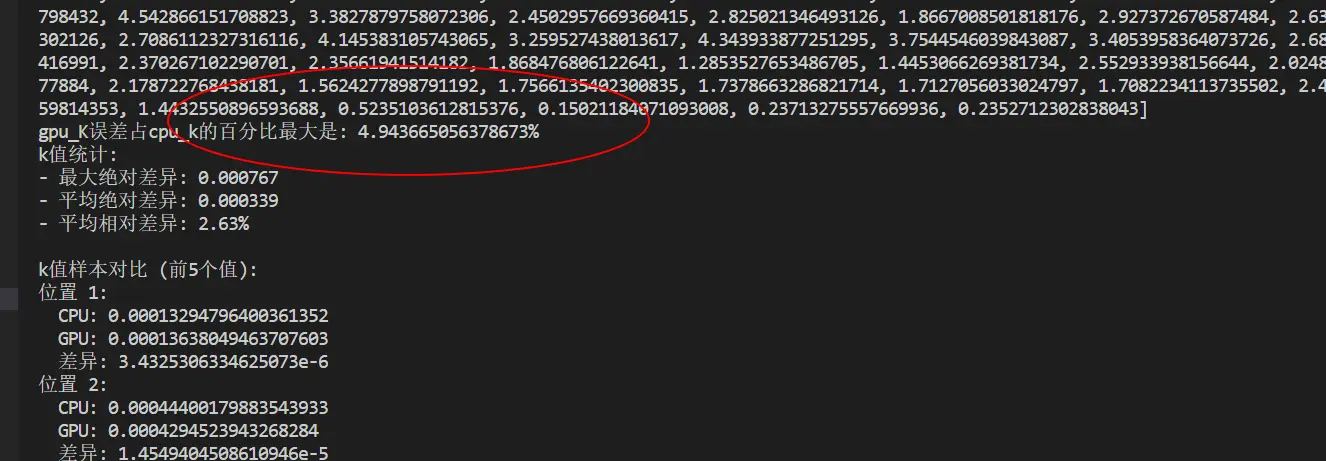 798432, 4.542866151708823, 3.3827879758072306, 2.4502957669360415, 2.825021346493126, 1.8667008501818176, 2.927372670587484, 2.63
302126, 2.7086112327316116, 4.145383105743065, 3.259527438013617, 4.343933877251295, 3.7544546039843087, 3.4053958364073726, 2.68
416991, 2.370267102290701, 2.35661941514182, 1.868476806122641, 1.2853527653486705, 1.4453066269381734, 2.552933938156644, 2.0248
77884, 2.178722768438181, 1.5624277898791192, 1.7566135402300835, 1.7378663286821714, 1.7127056033024797, 1.7082234113735502, 2.4
59814353, 1.44325508965 93688, 0.5235103612815376, 0.15021184071093008, 0.23713275557669936, 0.2352712302838043]
gpu_K误差占cpu_k的百分比最大是: 4.943665056378673%
k值统计:
- 最大绝对差异: 0.000767
- 平均绝对差异: 0.000339
- 平均相对差异: 2.63%
k值样本对比 (前5个值):
位置 1:
CPU: 0.00013294796400361352
GPU: 0.00013638049463707603
差异: 3.4325306334625073e-6
位置 2:
CPU: 0.00044400179883543933
GPU: 0.0004294523943268284
差异: 1.4549404508610946e-5